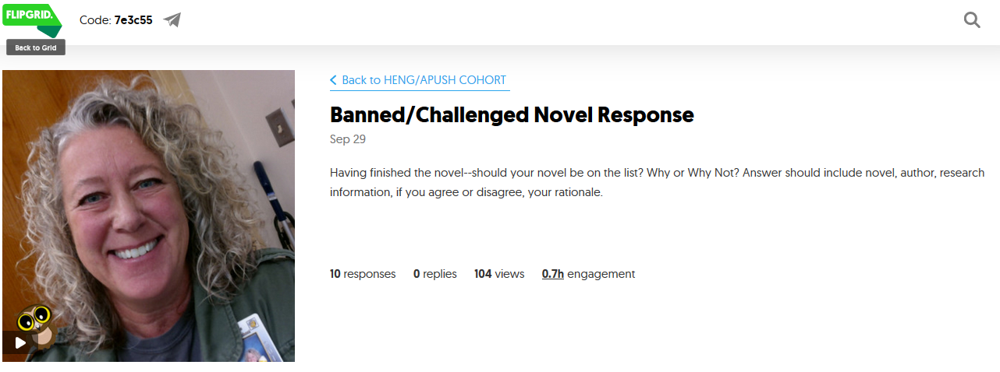 FLIPGRID.
Code: 7e3c55
Back to Grid
Back to HENG/APUSH COHORT
Banned/Challenged Novel Response
Sep 29
Having finished the novel--should your novel be on the list? Why or Why Not? Answer should include novel, author, research
information, if you agree or disagree, your rationale.
10 responses 0 replies 104 views 0.7h engagement